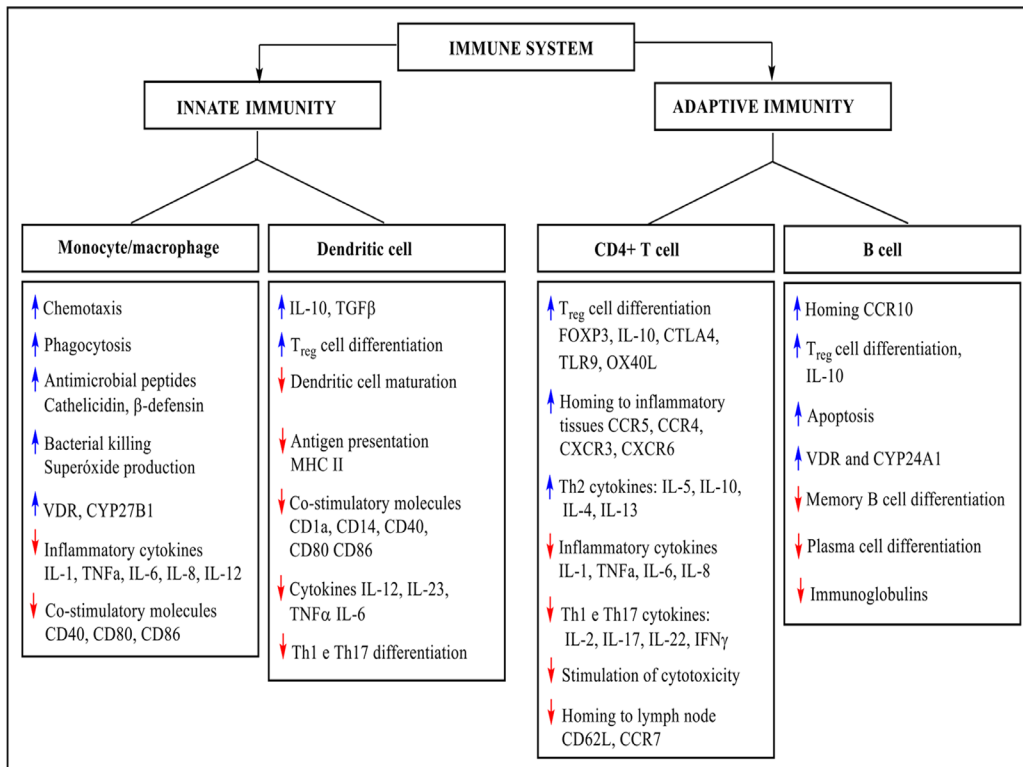 IMMUNE SYSTEM
INNATE IMMUNITY
ADAPTIVE IMMUNITY
Monocyte/macrophage
Chemotaxis
Phagocytosis
Antimicrobial peptides
Cathelicidin, β-defensin
Bacterial killing
Superóxide production
VDR, CYP27B1
Inflammatory cytokines
IL-1, TNFa, IL-6, IL-8, IL-12
Co-stimulatory molecules
CD40, CD80, CD86
Dendritic cell
IL-10, TGFβ
Treg cell differentiation
Dendritic cell maturation
Antigen presentation
MHC II
Co-stimulatory molecules
CD1a, CD14, CD40,
CD80 CD86
Cytokines IL-12, IL-23,
TNFα IL-6
Th1 e Th17 differentiation
CD4+ T cell
Treg cell differentiation
FOXP3, IL-10, CTLA4,
TLR9, OX40L
Homing to inflammatory
tissues CCR5, CCR4,
CXCR3, CXCR6
Th2 cytokines: IL-5, IL-10,
IL-4, IL-13
Inflammatory cytokines
IL-1, TNFa, IL-6, IL-8
Th1 e Th17 cytokines:
IL-2, IL-17, IL-22, IFNγ
Stimulation of cytotoxicity
Homing to lymph node
CD62L, CCR7
B cell
Homing CCR10
Treg cell differentiation,
IL-10
Apoptosis
VDR and CYP24A1
Memory B cell differentiation
Plasma cell differentiation
Immunoglobulins